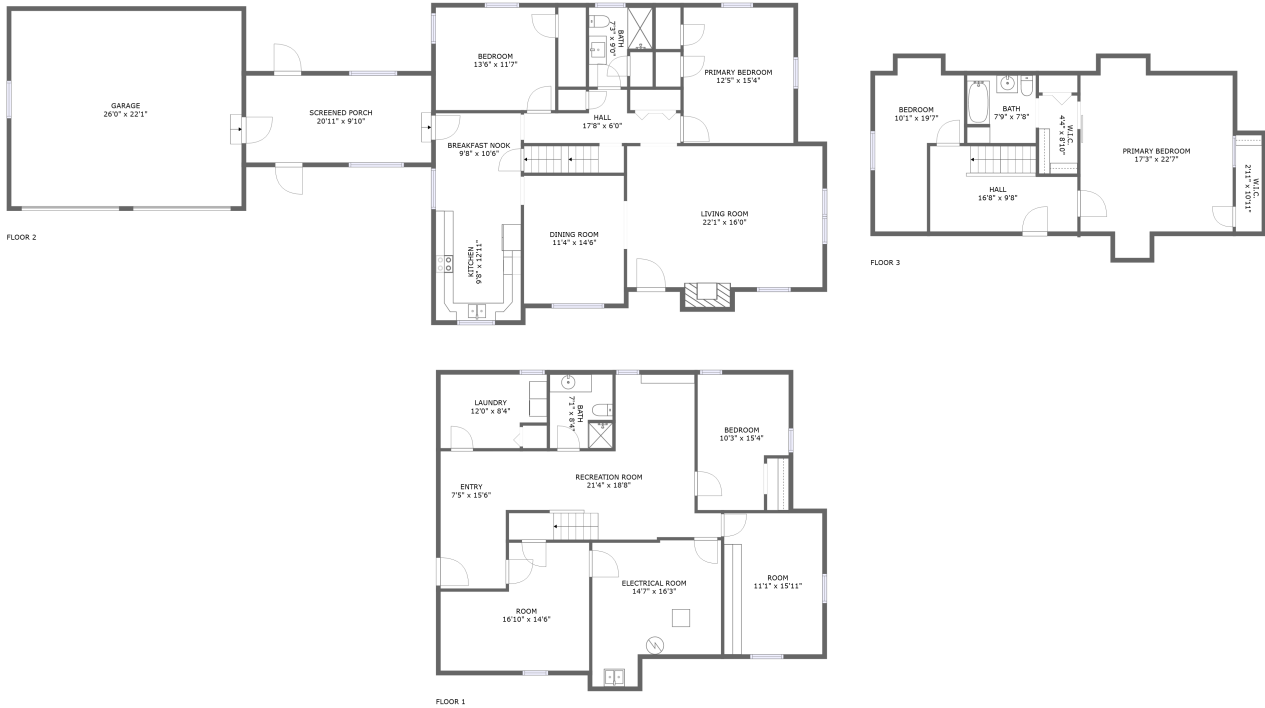 GARAGE
26'0" x 22'1"
SCREENED PORCH
20'11" x 9'10"
BEDROOM
13'6" x 11'7"
BATH
7'3" x 9'0"
PRIMARY BEDROOM
12'5" x 15'4"
HALL
17'8" x 6'0"
BREAKFAST NOOK
9'8" x 10'6"
DINING ROOM
11'4" x 14'6"
LIVING ROOM
22'1" x 16'0"
KITCHEN
9'8" x 12'11"
FLOOR 2
BEDROOM
10'1" x 19'7"
BATH
7'9" x 7'8"
W.I.C.
4'4" x 8'10"
PRIMARY BEDROOM
17'3" x 22'7"
W.I.C.
2'11" x 10'11"
HALL
16'8" x 9'8"
FLOOR 3
LAUNDRY
12'0" x 8'4"
BATH
7'1" x 8'4"
BEDROOM
10'3" x 15'4"
RECREATION ROOM
21'4" x 18'8"
ENTRY
7'5" x 15'6"
ELECTRICAL ROOM
14'7" x 16'3"
ROOM
11'1" x 15'11"
ROOM
16'10" x 14'6"
FLOOR 1